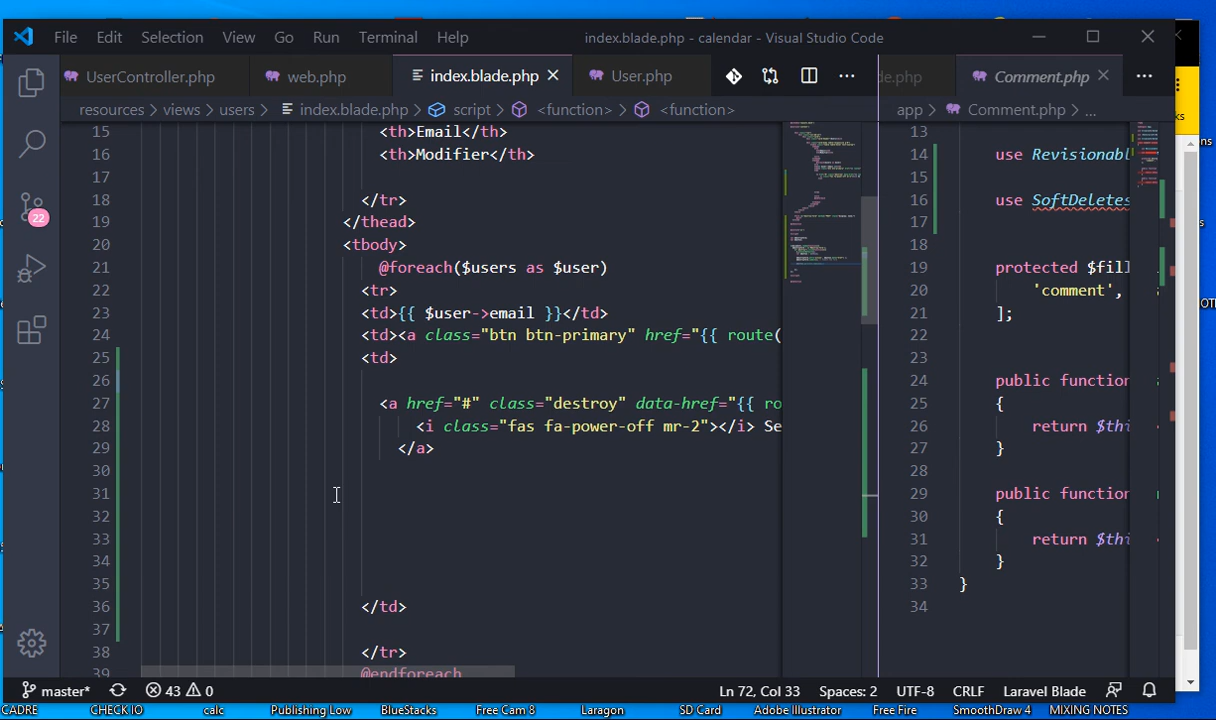 File Edit Selection View Go Run Terminal Help index.blade.php - calendar - Visual Studio Code
UserController.php web.php index.blade.php User.php de.php Comment.php
resources > views > users > index.blade.php > script > <function> > <function>
app > Comment.php > ...
15 <th>Email</th>
16 <th>Modifier</th>
17
18 </tr>
19 </thead>
20 <tbody>
21 @foreach($users as $user)
22 <tr>
23 <td>{{ $user->email }}</td>
24 <td><a class="btn btn-primary" href="{{ route(
25 <td>
26
27 <a href="#" class="destroy" data-href="{{ ro
28 <i class="fas fa-power-off mr-2"></i> Se
29 </a>
30
31
32
33
34
35
36 </td>
37
38 </tr>
39 @endforeach
13
14 use Revisionabl
15
16 use SoftDeletes
17
18
19 protected $fill
20 'comment',
21 ];
22
23
24 public function
25 {
26 return $thi
27 }
28
29 public function
30 {
31 return $thi
32 }
33 }
34
22
master* 43 0 Ln 72, Col 33 Spaces: 2 UTF-8 CRLF Laravel Blade
CADRE CHECK IO calc Publishing Low BlueStacks Free Cam 8 Laragon SD Card Adobe Illustrator Free Fire SmoothDraw 4 MIXING NOTES